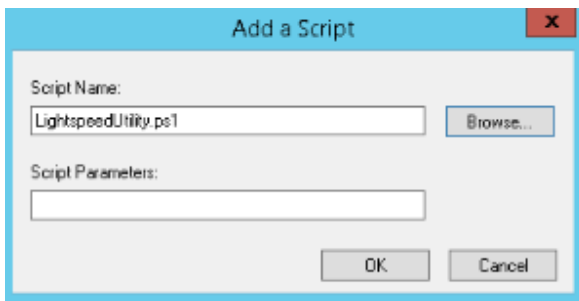 Add a Script
x
Script Name:
LightspeedUtility.ps1
Browse...
Script Parameters:
OK
Cancel